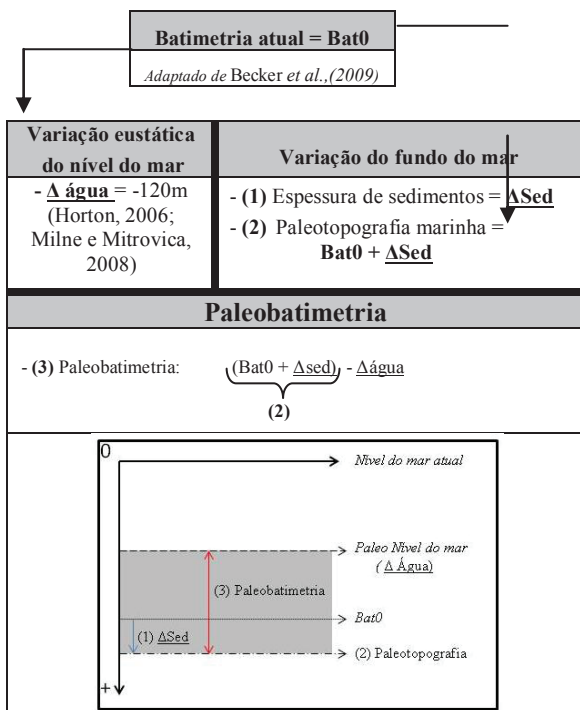 Batimetria atual = Bat0
Adaptado de Becker et al.,(2009)
Variação eustática
do nível do mar
- Δ água = -120m
(Horton, 2006;
Milne e Mitrovica,
2008)
Variação do fundo do mar
- (1) Espessura de sedimentos = ΔSed
- (2) Paleotopografia marinha =
Bat0 + ΔSed
Paleobatimetria
- (3) Paleobatimetria: (Bat0 + Δsed) - Δágua
(2)
0
Nível do mar atual
Paleo Nível do mar
( Δ Água)
(3) Paleobatimetria
Bat0
(1) ΔSed
(2) Paleotopografia
+